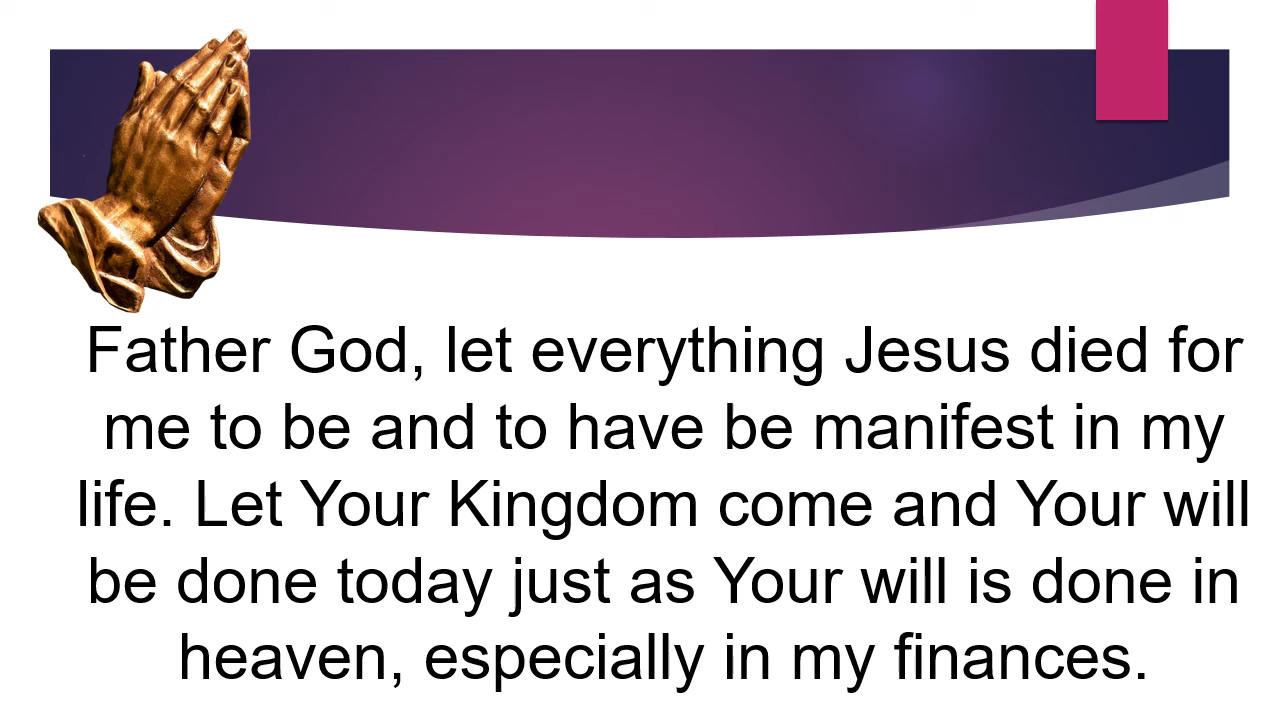 Father God, let everything Jesus died for
me to be and to have be manifest in my
life. Let Your Kingdom come and Your will
be done today just as Your will is done in
heaven, especially in my finances.